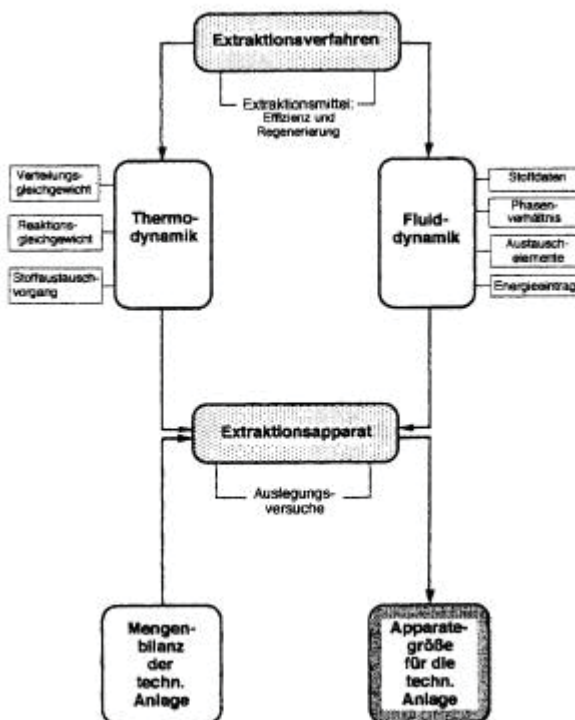 Extraktionsverfahren
Extraktionsmittel:
Effizienz und
Regenerierung
Verteilungs-
gleichgewicht
Reaktions-
gleichgewicht
Stoffaustausch-
vorgang
Thermo-
dynamik
Fluid-
dynamik
Stoffdaten
Phasen-
verhältnis
Austausch-
elemente
Energieeintrag
Extraktionsapparat
Auslegungs-
versuche
Mengen-
bilanz
der
techn.
Anlage
Apparate-
größe
für die
techn.
Anlage